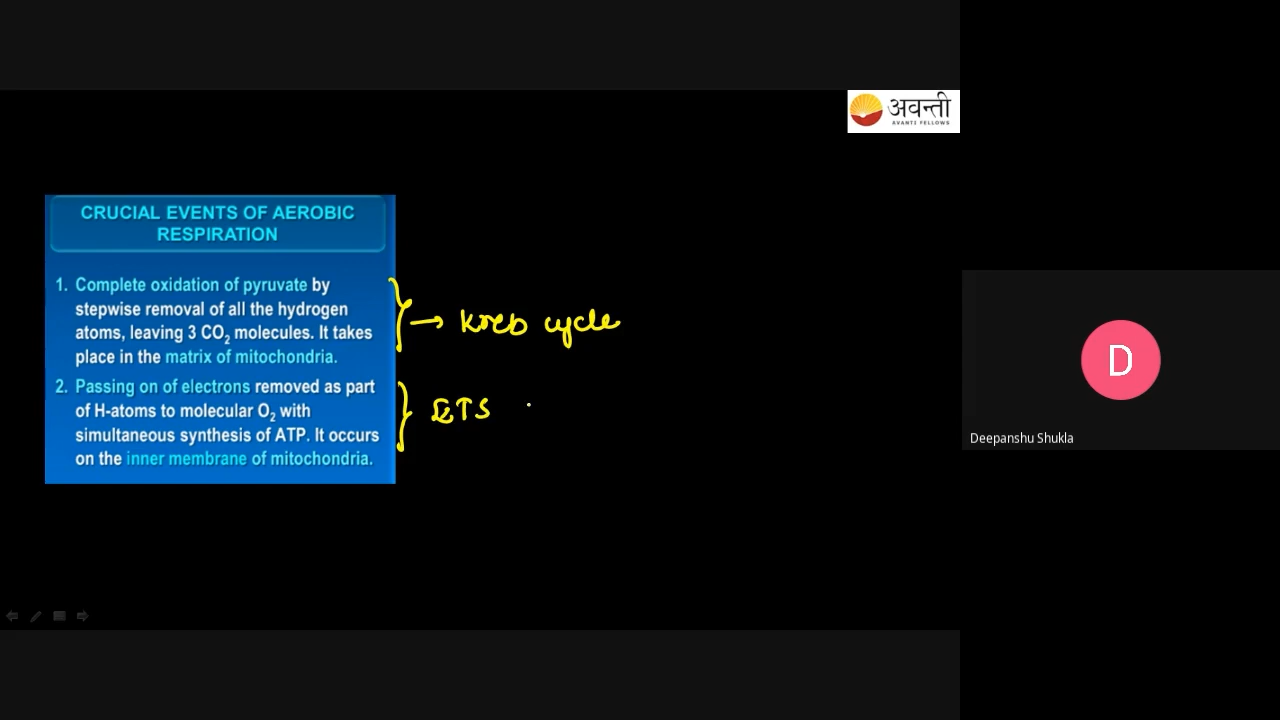 अवन्ती
AVANTI FELLOWS
CRUCIAL EVENTS OF AEROBIC
RESPIRATION
1. Complete oxidation of pyruvate by
stepwise removal of all the hydrogen
atoms, leaving 3 CO₂ molecules. It takes
place in the matrix of mitochondria.
→ Kreb cycle
2. Passing on of electrons removed as part
of H-atoms to molecular O₂ with
simultaneous synthesis of ATP. It occurs
on the inner membrane of mitochondria.
ETS
D
Deepanshu Shukla